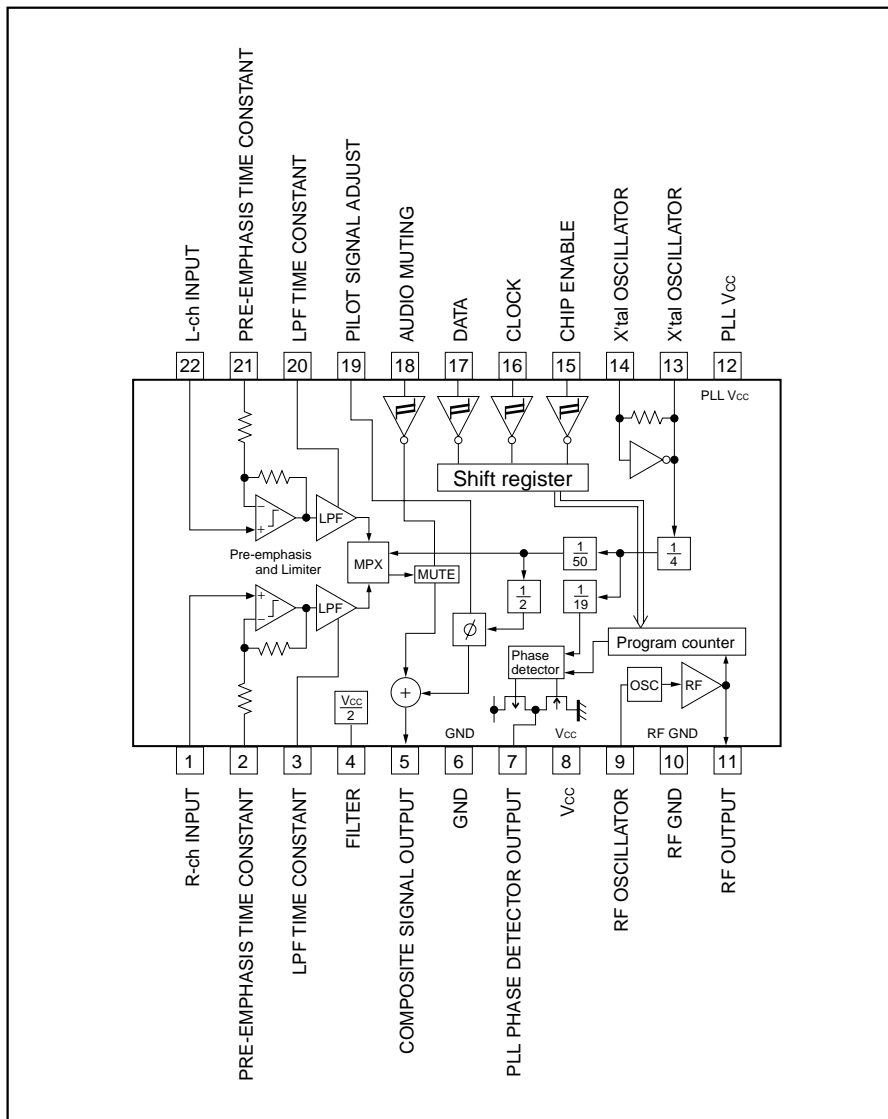 L-ch INPUT
PRE-EMPHASIS TIME CONSTANT
LPF TIME CONSTANT
PILOT SIGNAL ADJUST
AUDIO MUTING
DATA
CLOCK
CHIP ENABLE
X'tal OSCILLATOR
X'tal OSCILLATOR
PLL Vcc
22
21
20
19
18
17
16
15
14
13
12
PLL Vcc
Shift register
LPF
Pre-emphasis
and Limiter
MPX
MUTE
1
50
1
4
1
2
1
19
LPF
ϕ
Program counter
Phase
detector
OSC
RF
+
Vcc
2
GND
Vcc
RF GND
1
2
3
4
5
6
7
8
9
10
11
R-ch INPUT
PRE-EMPHASIS TIME CONSTANT
LPF TIME CONSTANT
FILTER
COMPOSITE SIGNAL OUTPUT
GND
PLL PHASE DETECTOR OUTPUT
Vcc
RF OSCILLATOR
RF GND
RF OUTPUT